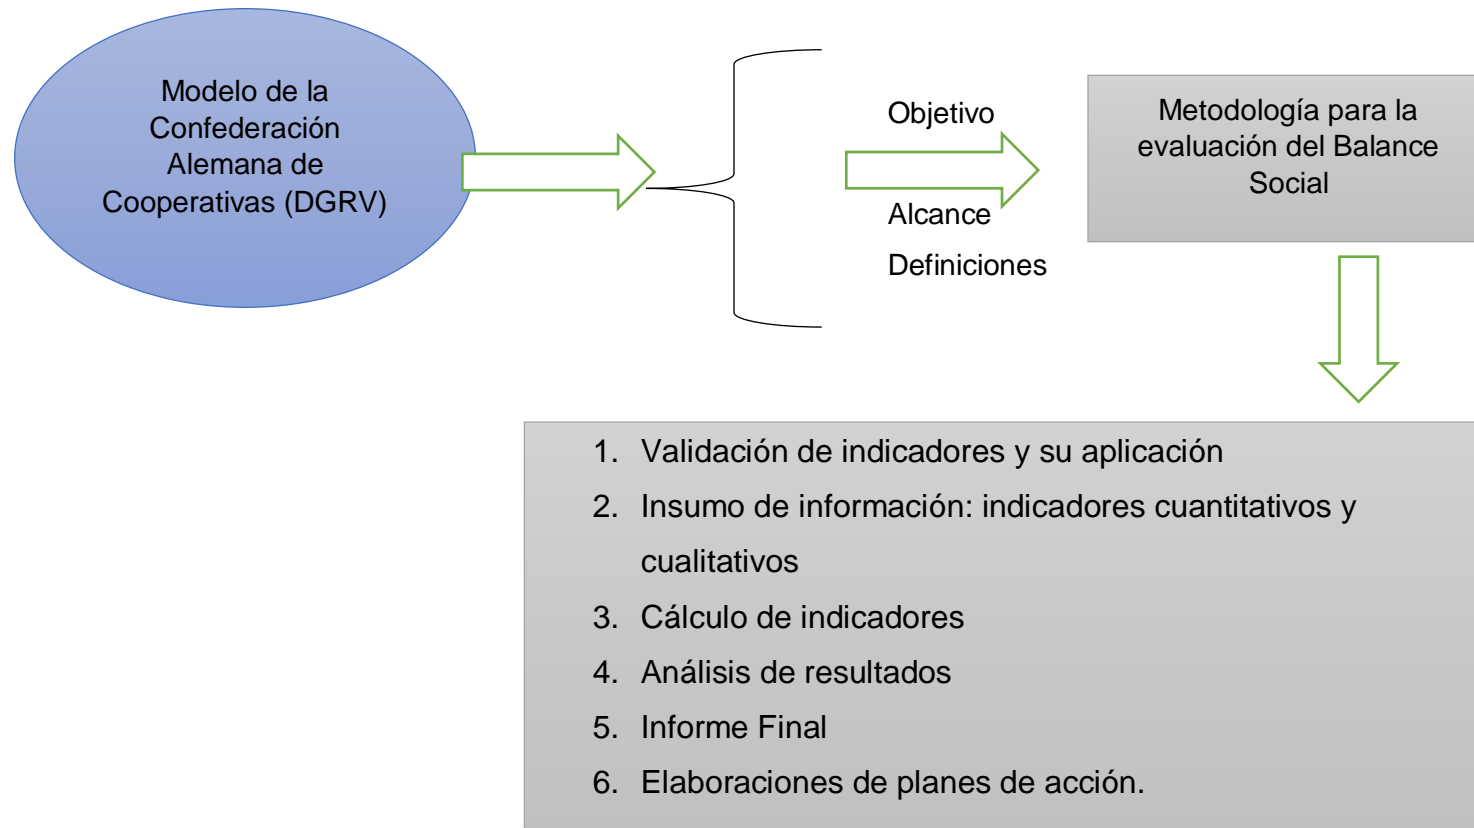 Modelo de la
Confederación
Alemana de
Cooperativas (DGRV)
Objetivo
Alcance
Definiciones
Metodología para la
evaluación del Balance
Social
1. Validación de indicadores y su aplicación
2. Insumo de información: indicadores cuantitativos y
cualitativos
3. Cálculo de indicadores
4. Análisis de resultados
5. Informe Final
6. Elaboraciones de planes de acción.